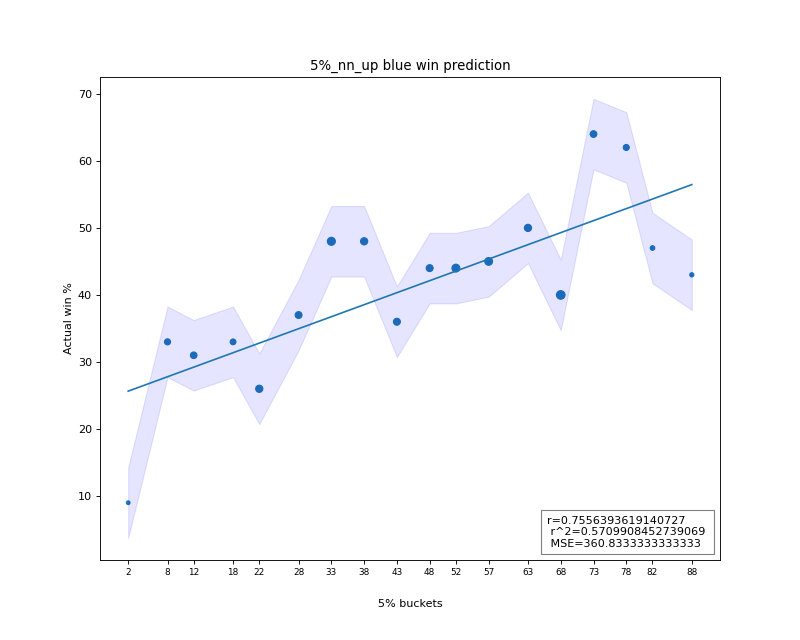 5%_nn_up blue win prediction
70
60
50
40
30
20
10
Actual win %
r=0.7556393619140727
r^2=0.5709908452739069
MSE=360.8333333333333
2 8 12 18 22 28 33 38 43 48 52 57 63 68 73 78 82 88
5% buckets